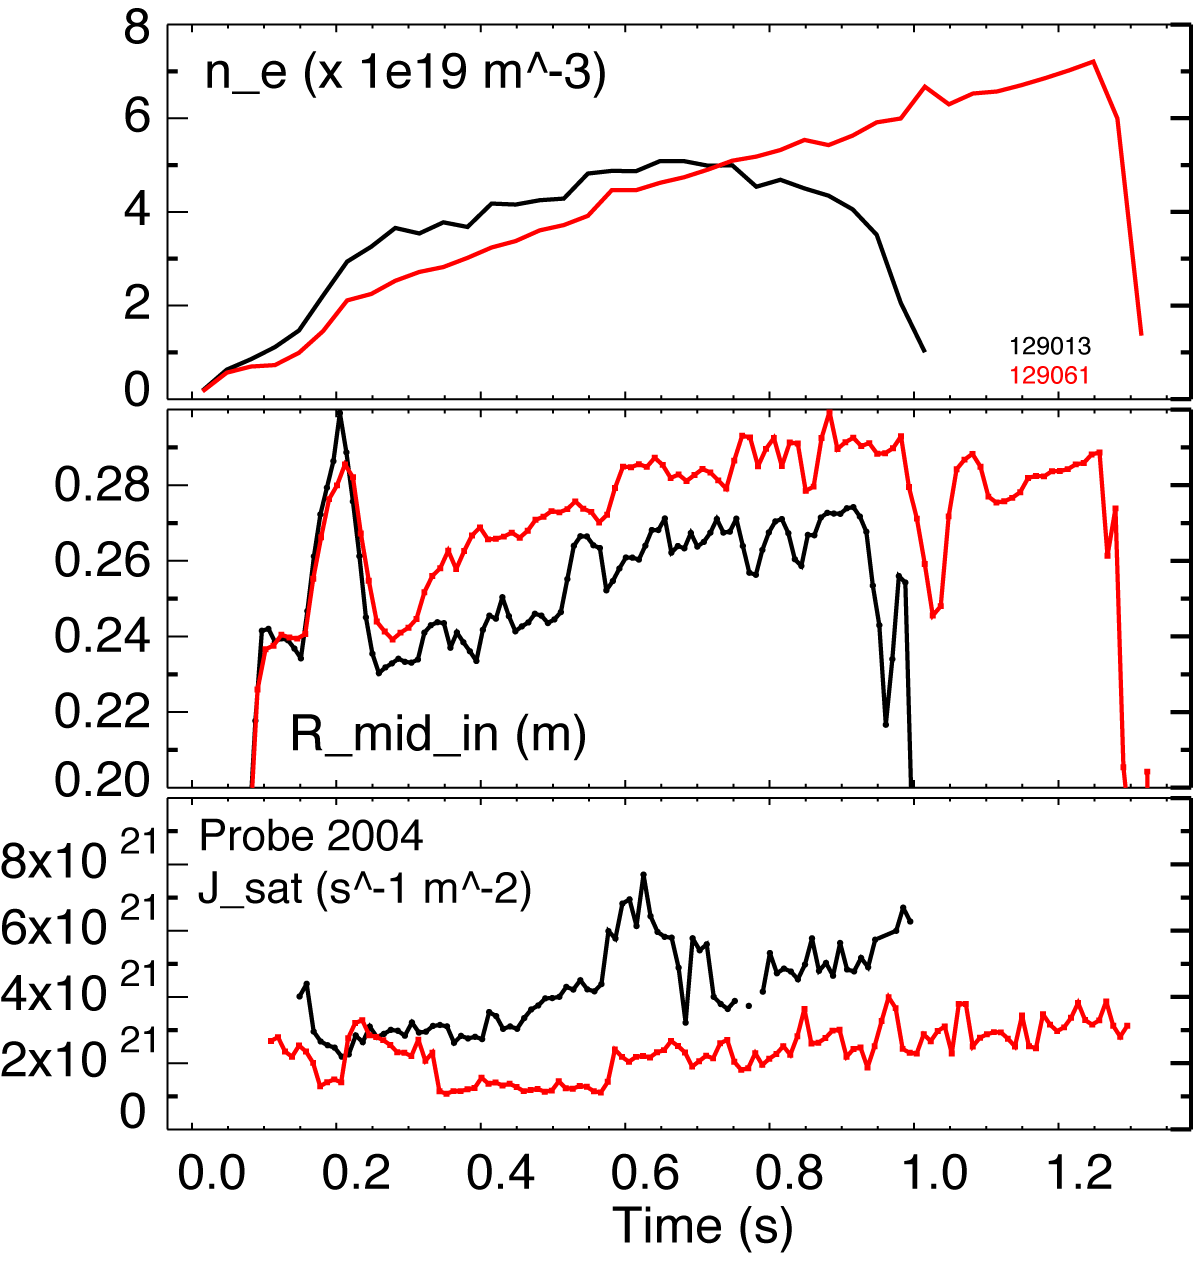 8
n_e (x 1e19 m^-3)
6
4
2
129013
129061
0
0.28
0.26
0.24
0.22
R_mid_in (m)
0.20
Probe 2004
8x10 21
J_sat (s^-1 m^-2)
6x10 21
4x10 21
2x10 21
0
0.0 0.2 0.4 0.6 0.8 1.0 1.2
Time (s)